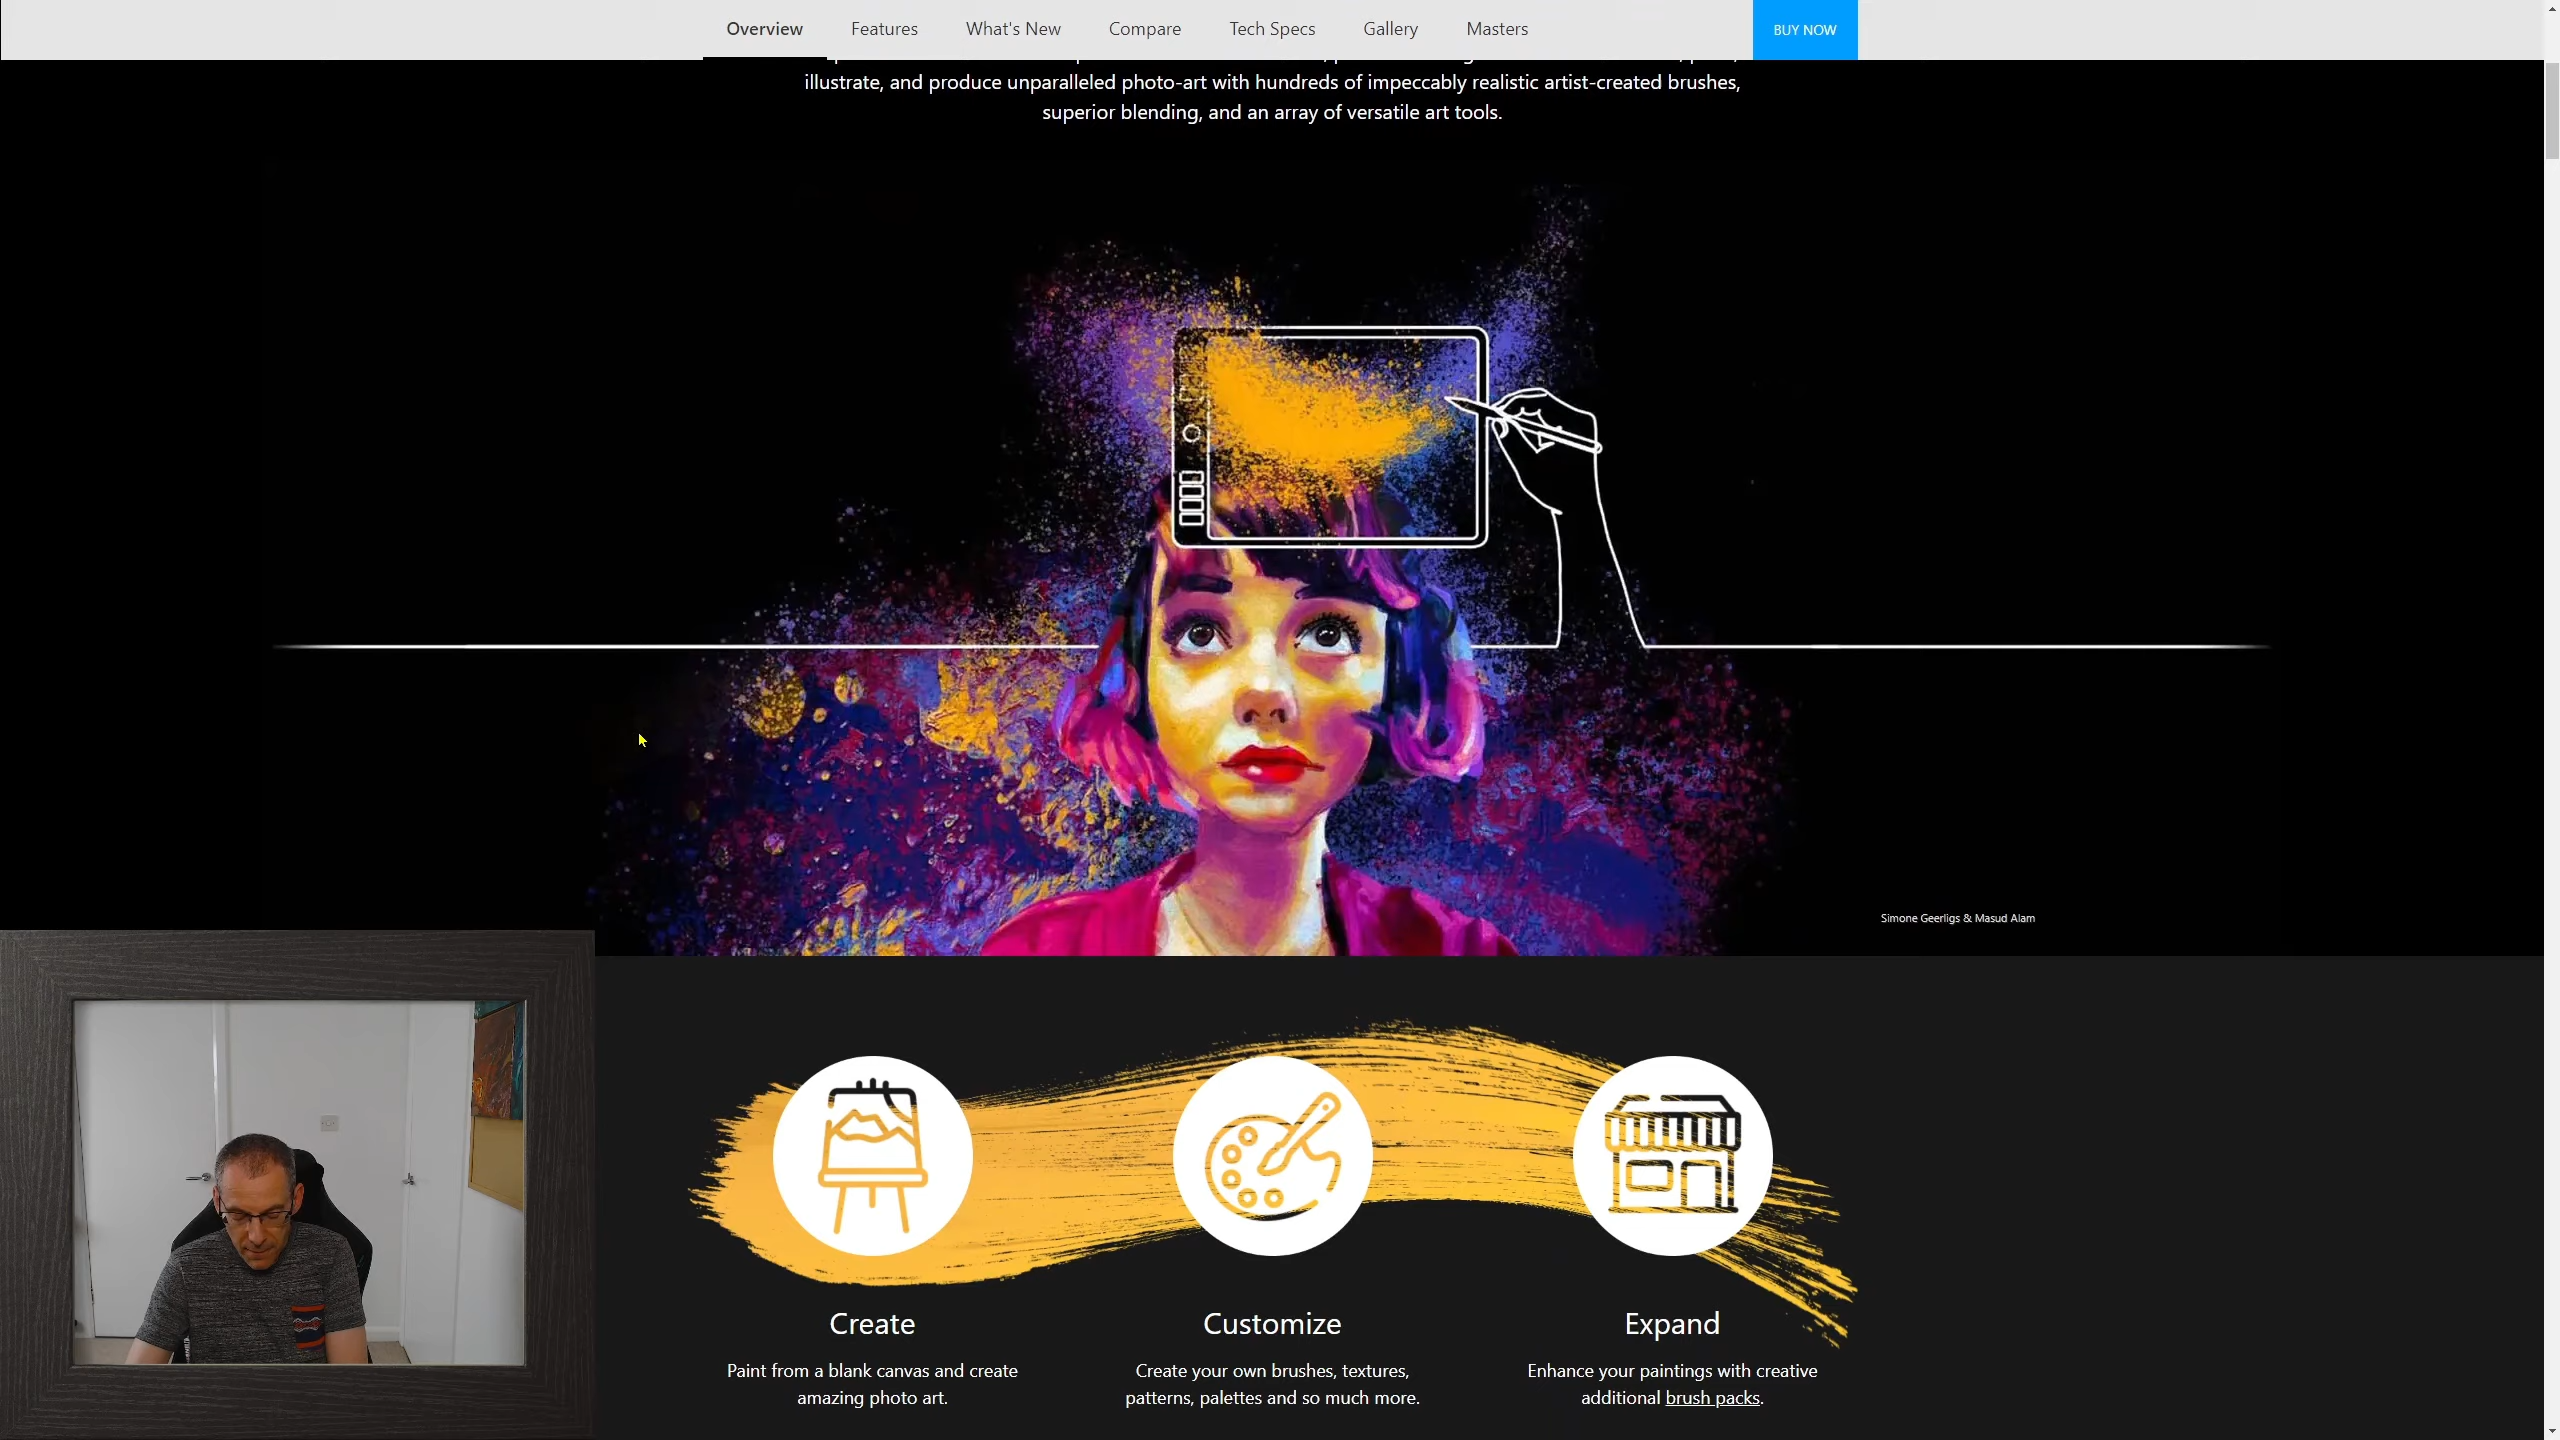 Overview Features What's New Compare Tech Specs Gallery Masters BUY NOW
illustrate, and produce unparalleled photo-art with hundreds of impeccably realistic artist-created brushes,
superior blending, and an array of versatile art tools.
Simone Geerligs & Masud Alam
Create
Paint from a blank canvas and create
amazing photo art.
Customize
Create your own brushes, textures,
patterns, palettes and so much more.
Expand
Enhance your paintings with creative
additional brush packs.